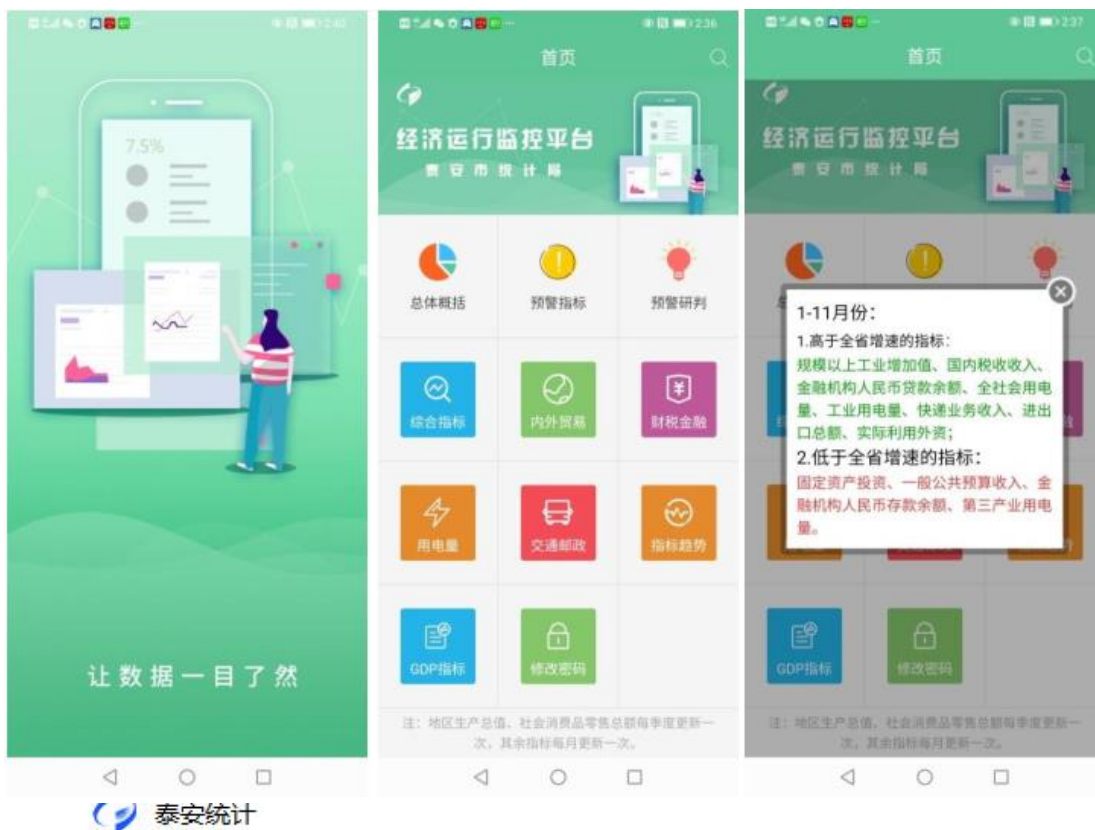 2:40
7.5%
让数据一目了然
2:36
首页
经济运行监控平台
泰安市统计局
总体概括
预警指标
预警研判
综合指标
内外贸易
财税金融
用电量
交通邮政
指标趋势
GDP指标
修改密码
注：地区生产总值、社会消费品零售总额每季度更新一
次，其余指标每月更新一次。
2:37
首页
经济运行监控平台
泰安市统计局
1-11月份：
1.高于全省增速的指标：
规模以上工业增加值、国内税收收入、
金融机构人民币贷款余额、全社会用电
量、工业用电量、快递业务收入、进出
口总额、实际利用外资；
2.低于全省增速的指标：
固定资产投资、一般公共预算收入、金
融机构人民币存款余额、第三产业用电
量。
GDP指标
修改密码
注：地区生产总值、社会消费品零售总额每季度更新一
次，其余指标每月更新一次。
泰安统计